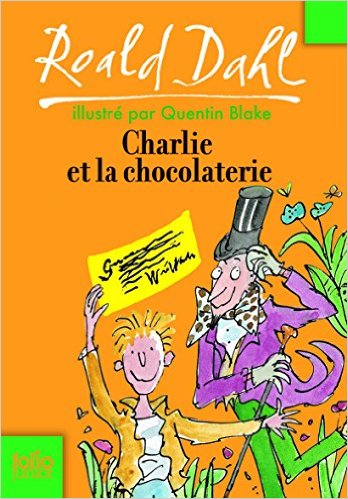 Roald Dahl
illustré par Quentin Blake
Charlie
et la chocolaterie
folio
junior